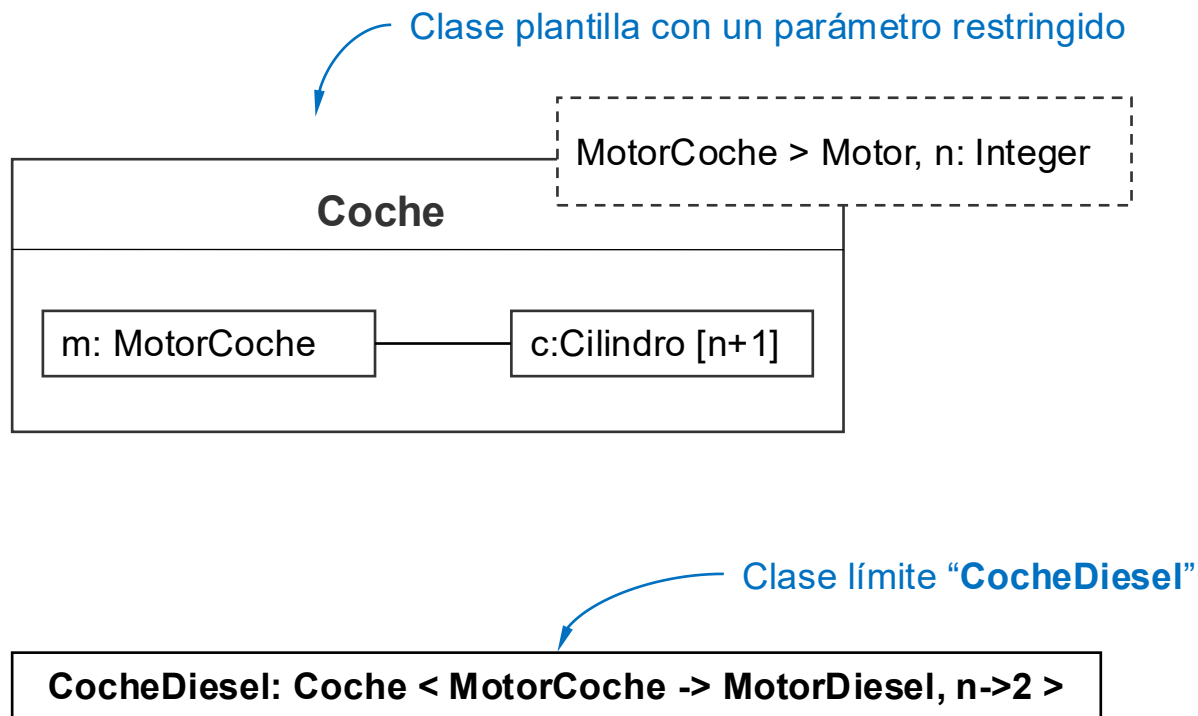 Clase plantilla con un parámetro restringido
MotorCoche > Motor, n: Integer
Coche
m: MotorCoche
c:Cilindro [n+1]
Clase límite “CocheDiesel”
CocheDiesel: Coche < MotorCoche -> MotorDiesel, n->2 >